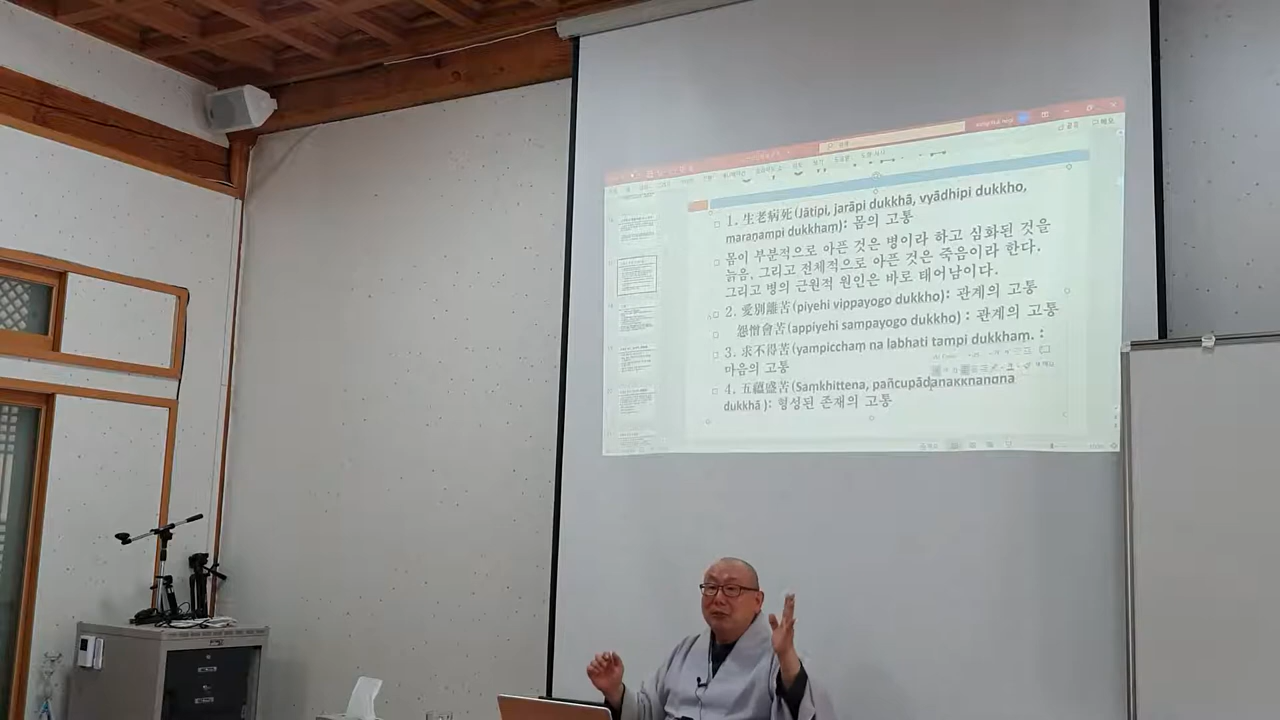 1. 生老病死(Jātipi, jarāpi dukkhā, vyādhipi dukkho,
maraṇampi dukkhaṃ): 몸의 고통
몸이 부분적으로 아픈 것은 병이라 하고 심화된 것을
늙음, 그리고 전체적으로 아픈 것은 죽음이라 한다.
그리고 병의 근원적 원인은 바로 태어남이다.
2. 愛別離苦(piyehi vippayogo dukkho): 관계의 고통
怨憎會苦(appiyehi sampayogo dukkho) : 관계의 고통
3. 求不得苦(yampicchaṃ na labhati tampi dukkhaṃ. :
마음의 고통
4. 五蘊盛苦(Saṃkhittena, pañcupādānakkhandhā
dukkhā): 형성된 존재의 고통